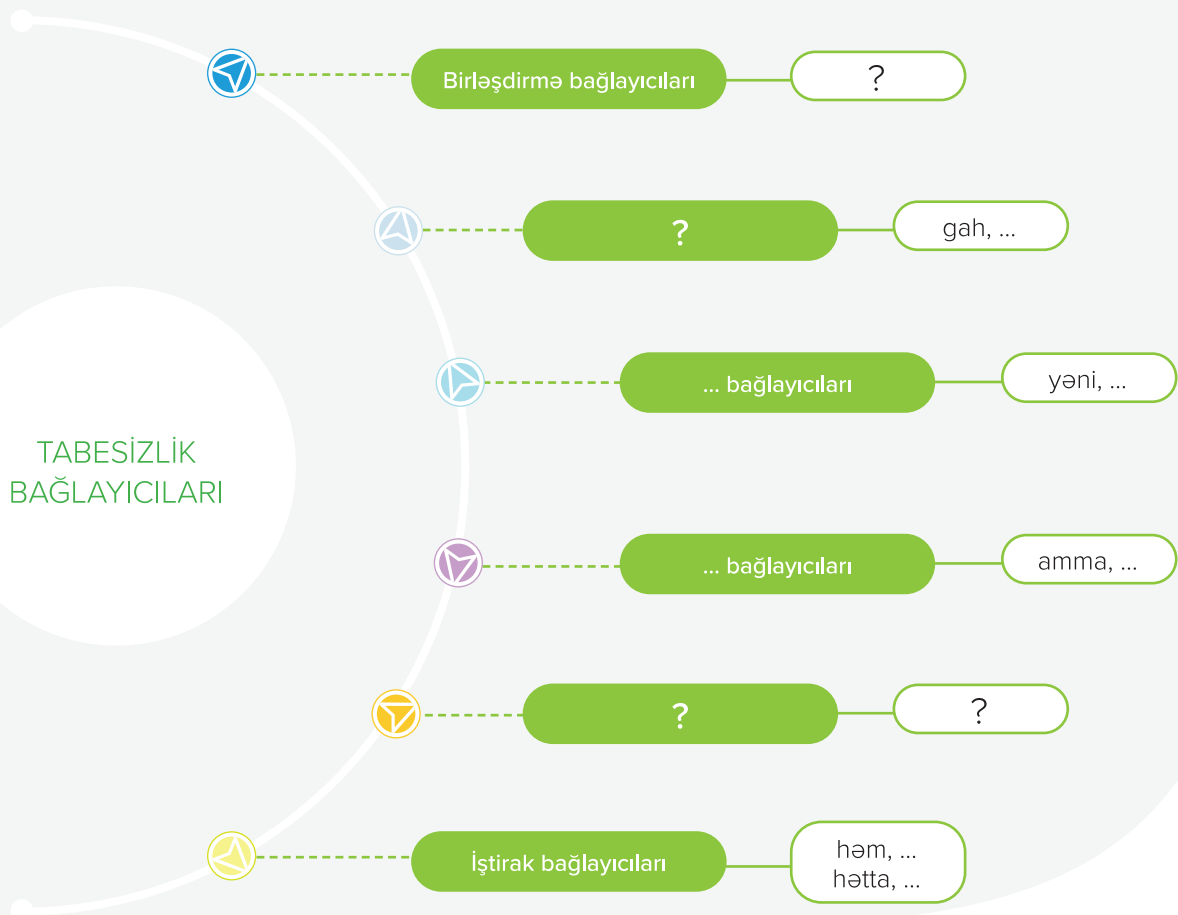 Birləşdirmə bağlayıcıları
?
?
gah, ...
... bağlayıcıları
yəni, ...
TABESİZLİK
BAĞLAYICILARI
... bağlayıcıları
amma, ...
?
?
İştirak bağlayıcıları
həm, ...
hətta, ...